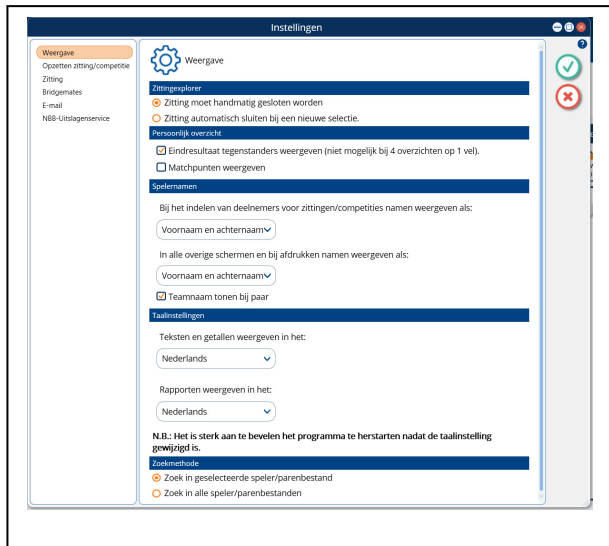 Instellingen
Weergave
Opzetten zitting/competitie
Zitting
Bridgemates
E-mail
NBB-Uitslagenservice
Weergave
Zittingexplorer
Zitting moet handmatig gesloten worden
Zitting automatisch sluiten bij een nieuwe selectie.
Persoonlijk overzicht
Eindresultaat tegenstanders weergeven (niet mogelijk bij 4 overzichten op 1 vel).
Matchpunten weergeven
Spelernamen
Bij het indelen van deelnemers voor zittingen/competities namen weergeven als:
Voornaam en achternaam
In alle overige schermen en bij afdrukken namen weergeven als:
Voornaam en achternaam
Teamnaam tonen bij paar
Taalinstellingen
Teksten en getallen weergeven in het:
Nederlands
Rapporten weergeven in het:
Nederlands
N.B.: Het is sterk aan te bevelen het programma te herstarten nadat de taalinstelling
gewijzigd is.
Zoekmethode
Zoek in geselecteerde speler/parenbestand
Zoek in alle speler/parenbestanden
?